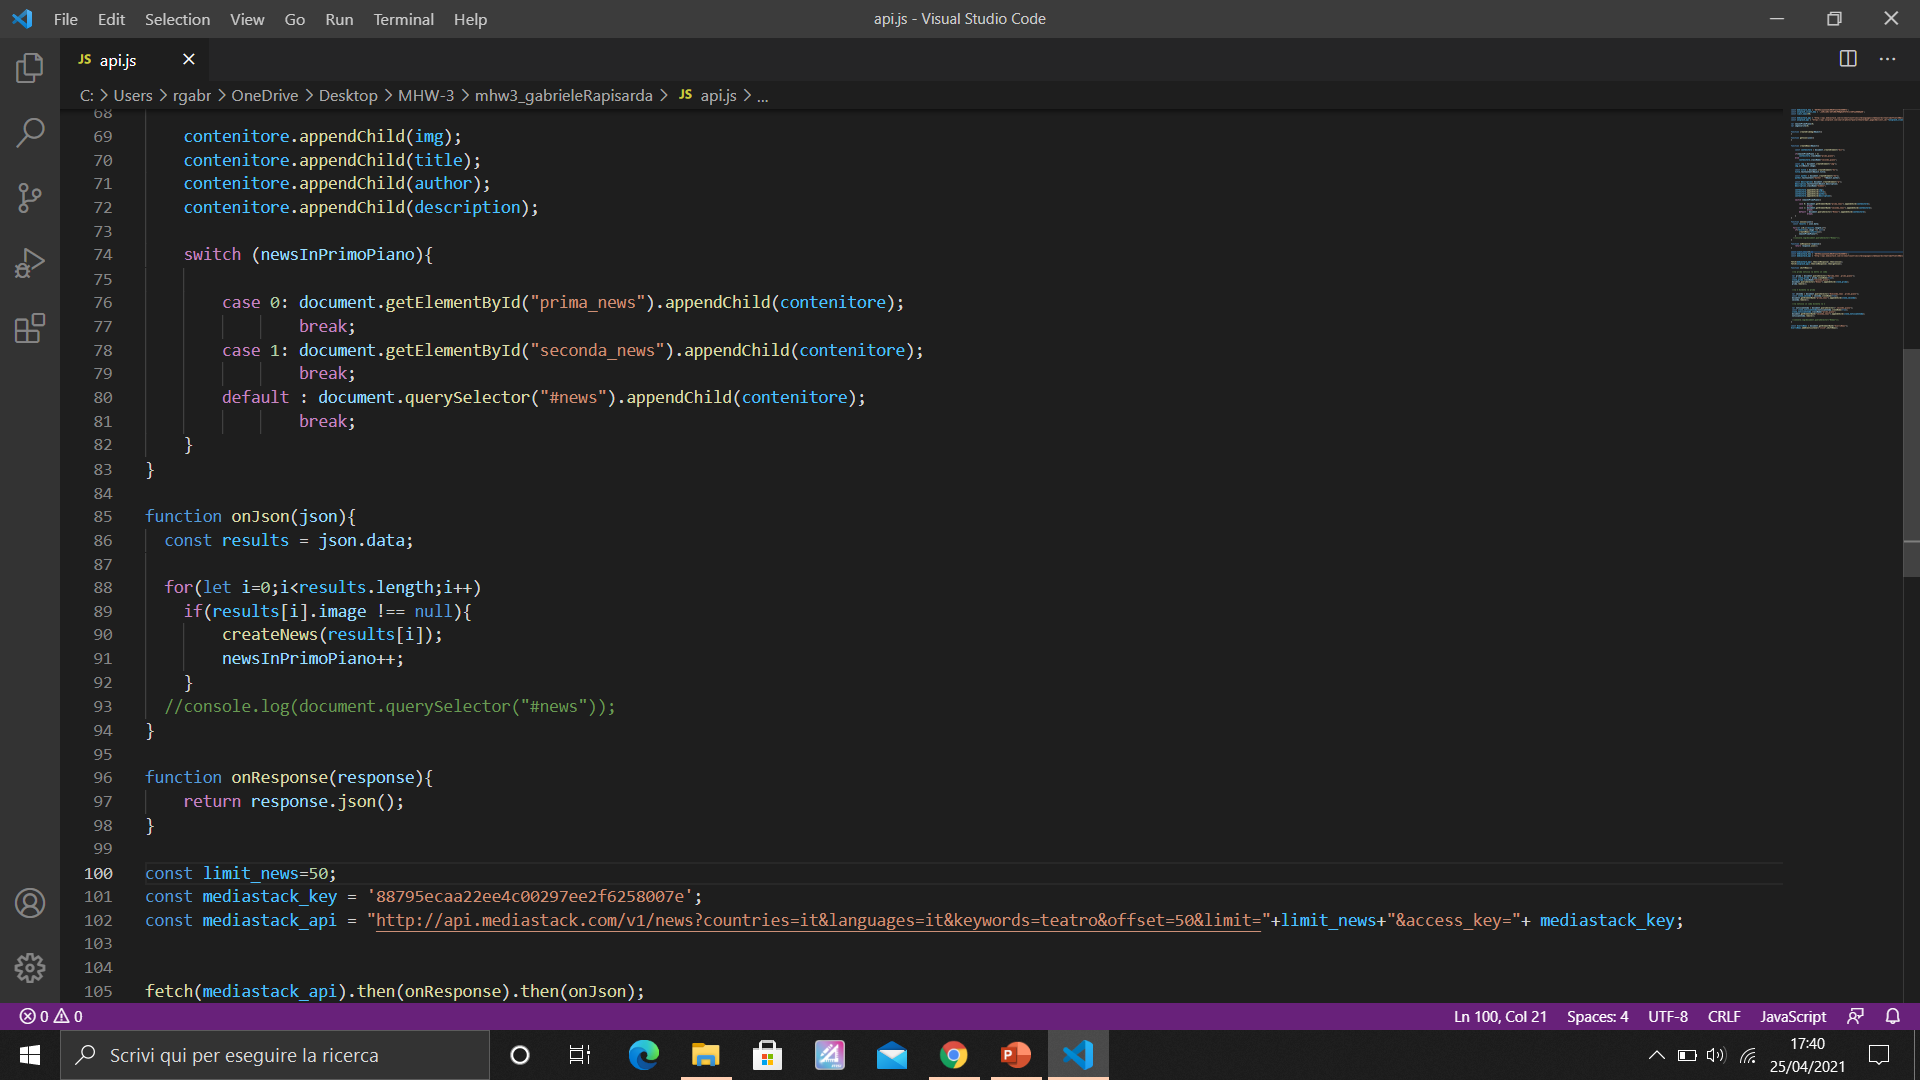 File Edit Selection View Go Run Terminal Help
api.js - Visual Studio Code
JS api.js
C: > Users > rgabr > OneDrive > Desktop > MHW-3 > mhw3_gabrieleRapisarda > JS api.js > ...
68
69 contenitore.appendChild(img);
70 contenitore.appendChild(title);
71 contenitore.appendChild(author);
72 contenitore.appendChild(description);
73
74 switch (newsInPrimoPiano){
75
76 case 0: document.getElementById("prima_news").appendChild(contenitore);
77 break;
78 case 1: document.getElementById("seconda_news").appendChild(contenitore);
79 break;
80 default : document.querySelector("#news").appendChild(contenitore);
81 break;
82 }
83 }
84
85 function onJson(json){
86 const results = json.data;
87
88 for(let i=0;i<results.length;i++)
89 if(results[i].image !== null){
90 createNews(results[i]);
91 newsInPrimoPiano++;
92 }
93 //console.log(document.querySelector("#news"));
94 }
95
96 function onResponse(response){
97 return response.json();
98 }
99
100 const limit_news=50;
101 const mediastack_key = '88795ecaa22ee4c00297ee2f6258007e';
102 const mediastack_api = "http://api.mediastack.com/v1/news?countries=it&languages=it&keywords=teatro&offset=50&limit="+limit_news+"&access_key="+ mediastack_key;
103
104
105 fetch(mediastack_api).then(onResponse).then(onJson);
0 0
Ln 100, Col 21 Spaces: 4 UTF-8 CRLF JavaScript
Scrivi qui per eseguire la ricerca
17:40
25/04/2021